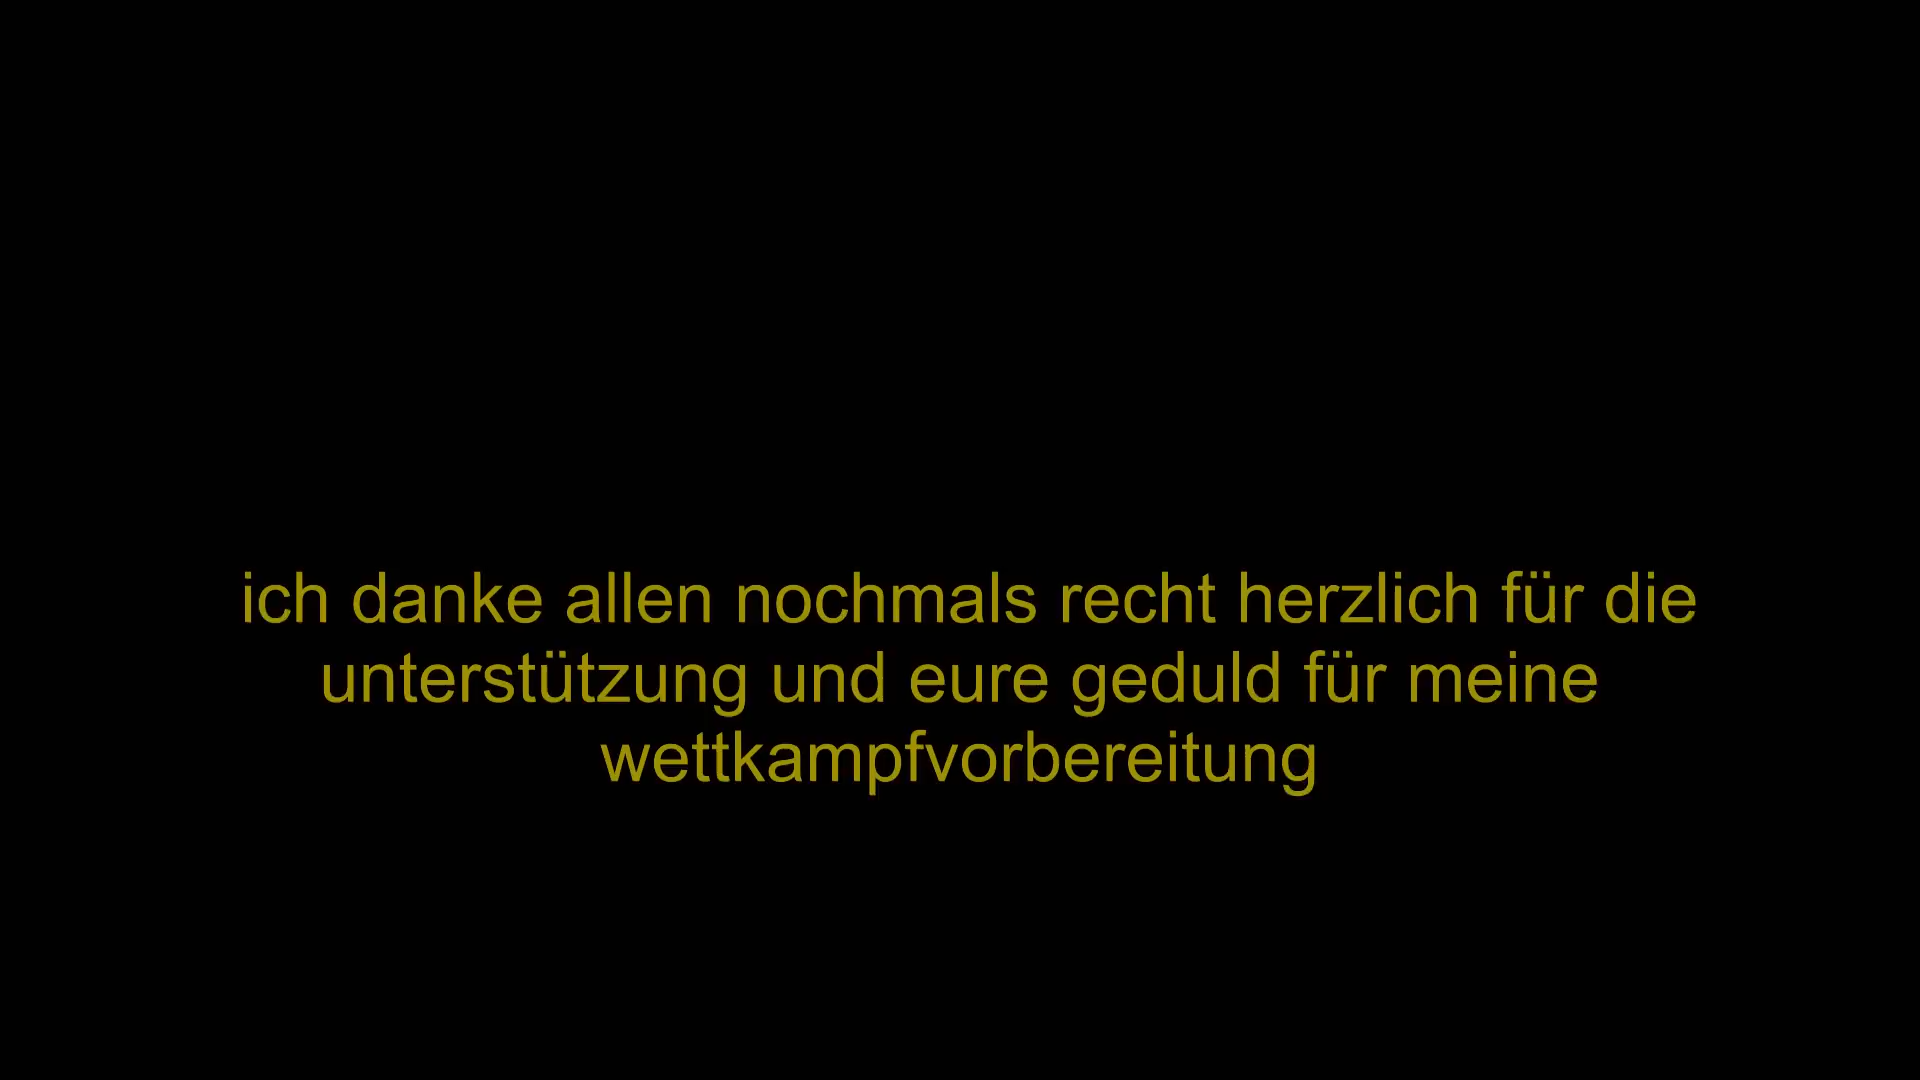 ich danke allen nochmals recht herzlich für die
unterstützung und eure geduld für meine
wettkampfvorbereitung